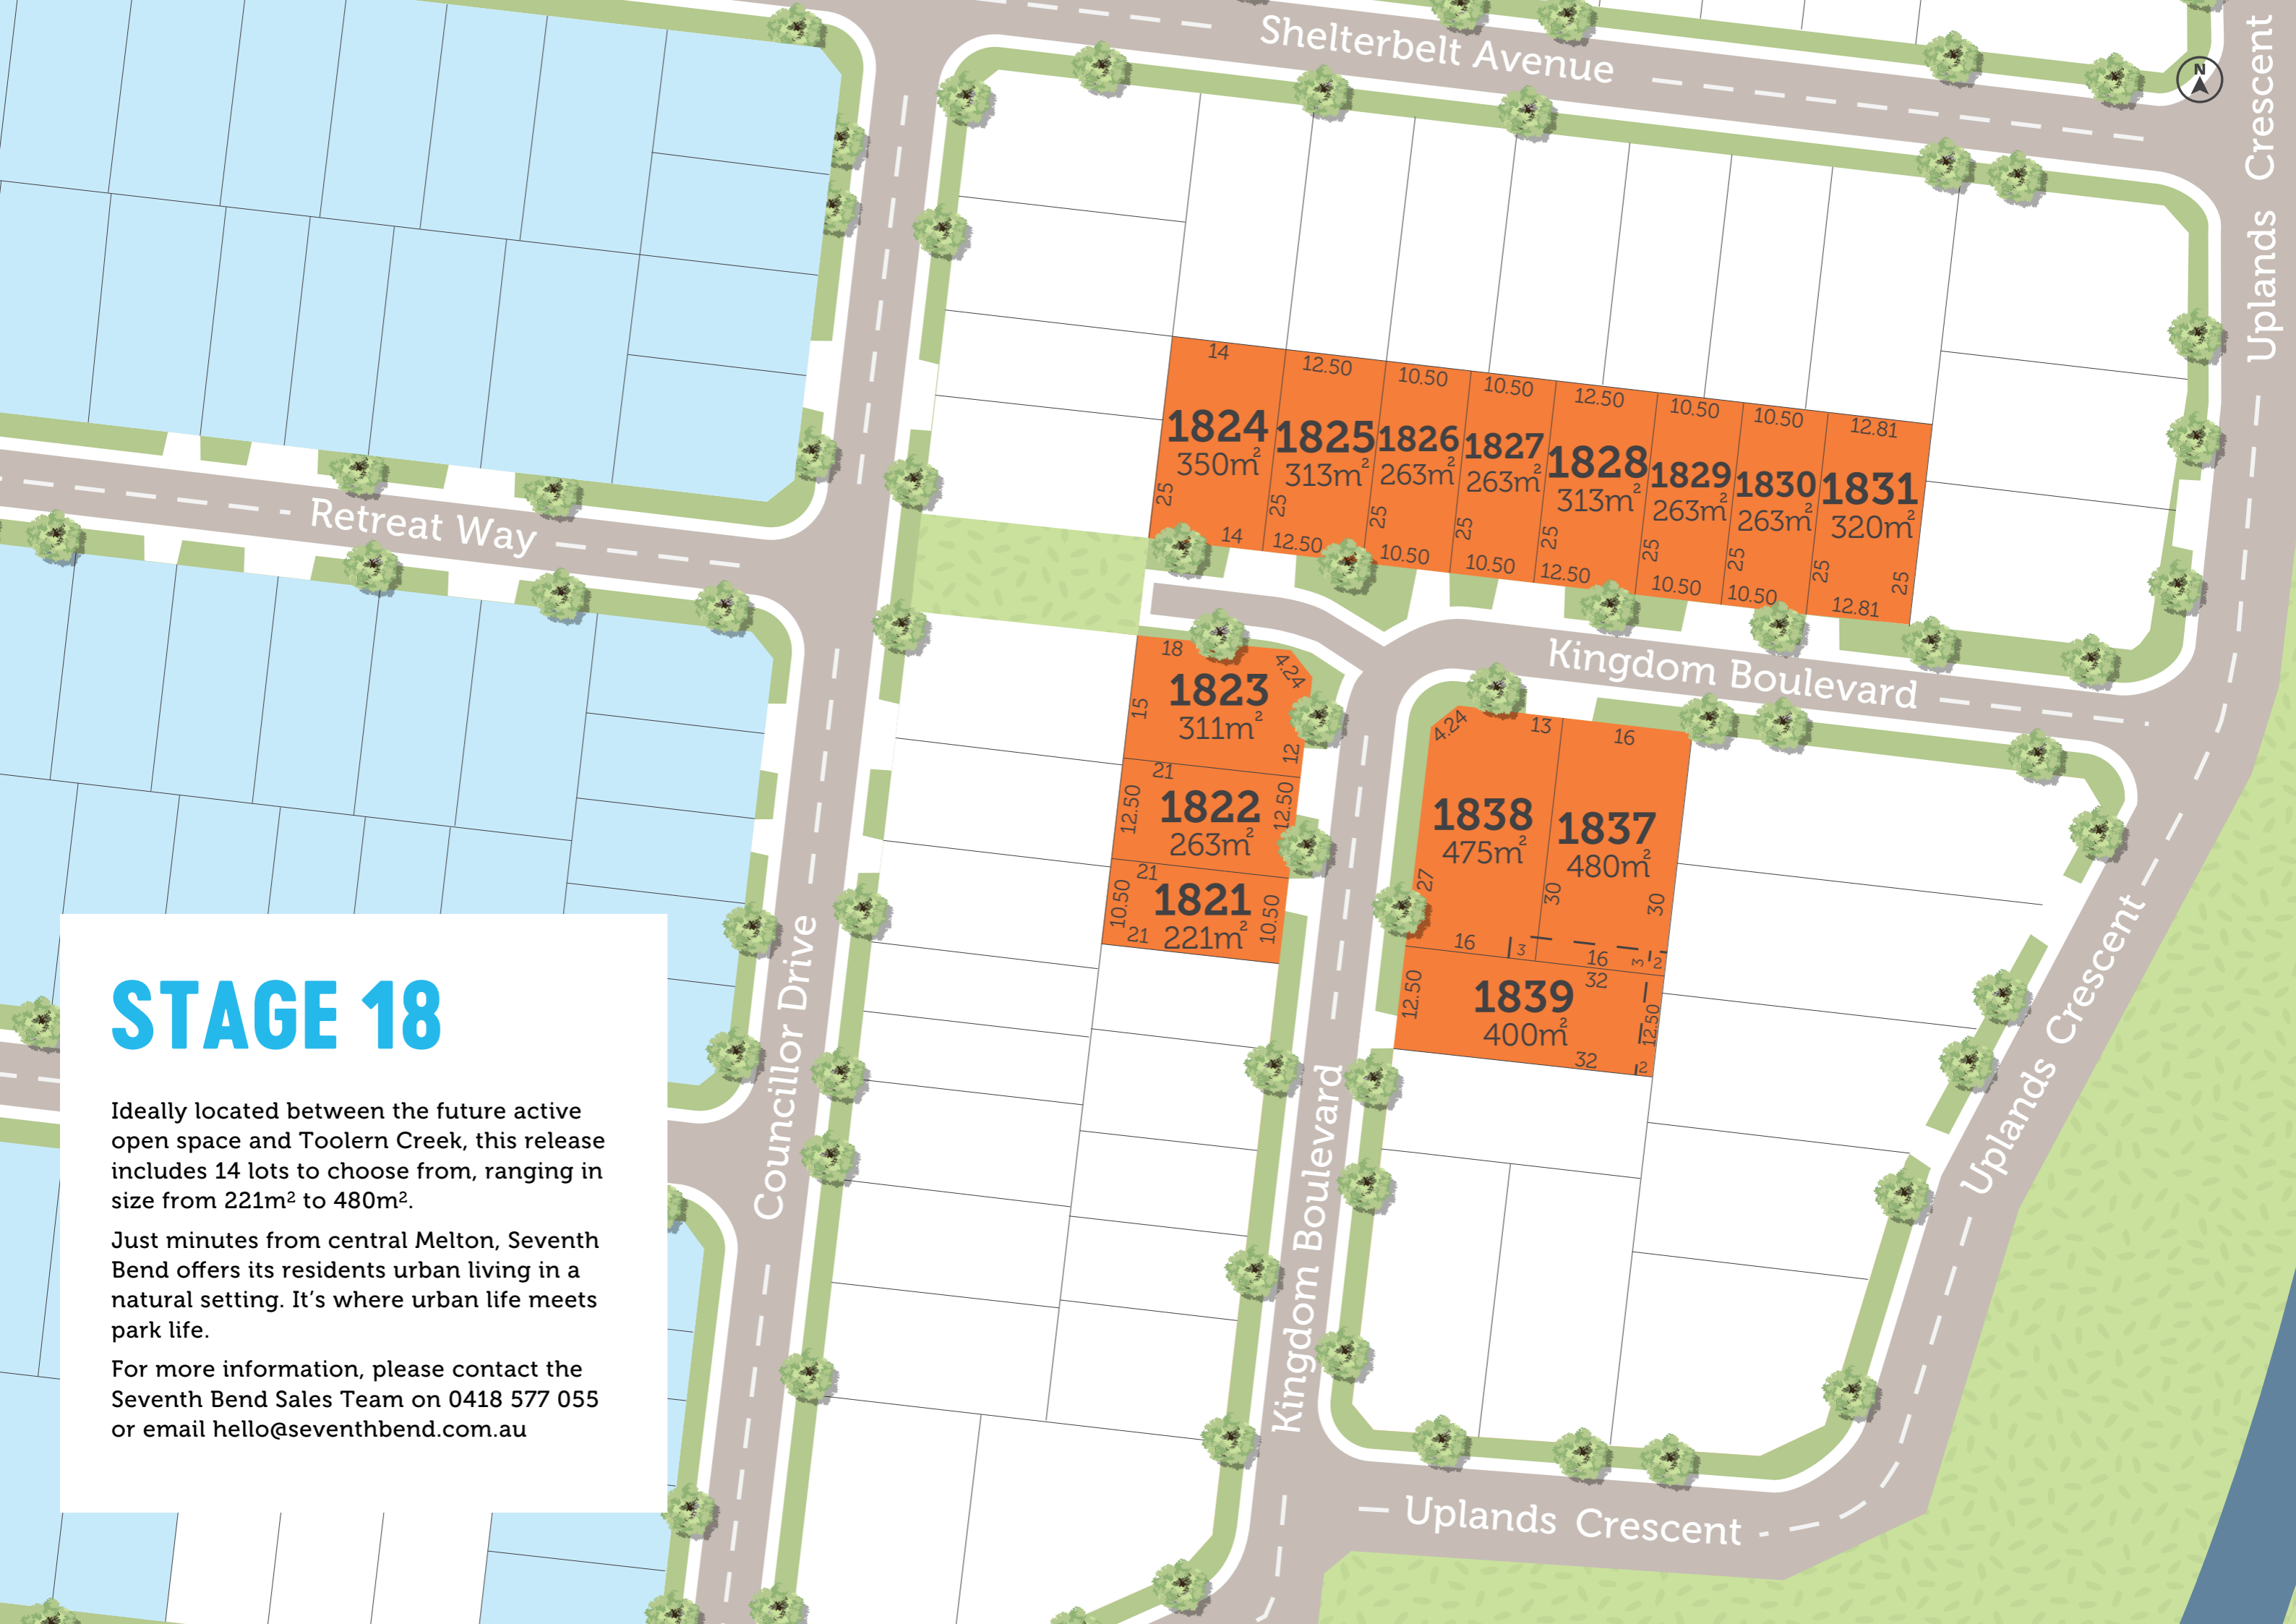 Shelterbelt Avenue
Uplands Crescent
N
14
12.50
10.50
10.50
12.50
10.50
10.50
12.81
1824
350m²
25
14
1825
313m²
25
12.50
1826
263m²
25
10.50
1827
263m²
25
10.50
1828
313m²
25
12.50
1829
263m²
25
10.50
1830
263m²
25
10.50
1831
320m²
25
25
12.81
Retreat Way
Kingdom Boulevard
18
4.24
1823
311m²
15
12
21
1822
263m²
12.50
12.50
21
1821
221m²
10.50
10.50
21
4.24
13
16
1838
475m²
27
1837
480m²
30
30
16
3
16
3
2
32
1839
400m²
12.50
12.50
32
2
Councillor Drive
Kingdom Boulevard
Uplands Crescent
Uplands Crescent
STAGE 18
Ideally located between the future active
open space and Toolern Creek, this release
includes 14 lots to choose from, ranging in
size from 221m² to 480m².
Just minutes from central Melton, Seventh
Bend offers its residents urban living in a
natural setting. It’s where urban life meets
park life.
For more information, please contact the
Seventh Bend Sales Team on 0418 577 055
or email hello@seventhbend.com.au